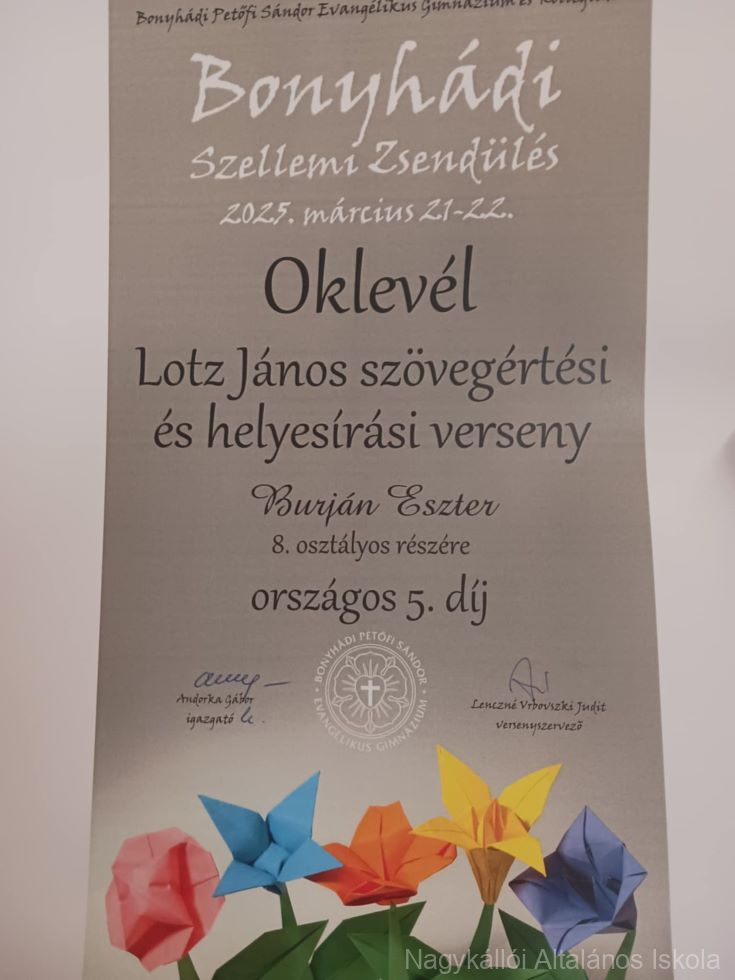 Bonyhádi Petőfi Sándor Evangélikus Gimnázium és
Bonyhádi
Szellemi Zsendülés
2025. március 21-22.
Oklevél
Lotz János szövegértési
és helyesírási verseny
Burján Eszter
8. osztályos részére
országos 5. díj
BONYHÁDI PETŐFI SÁNDOR
EVANGÉLIKUS GIMNÁZIUM
Andorka Gábor
igazgató
Lenczné Vrbovszki Judit
versenyszervező
Nagykállói Általános Iskola